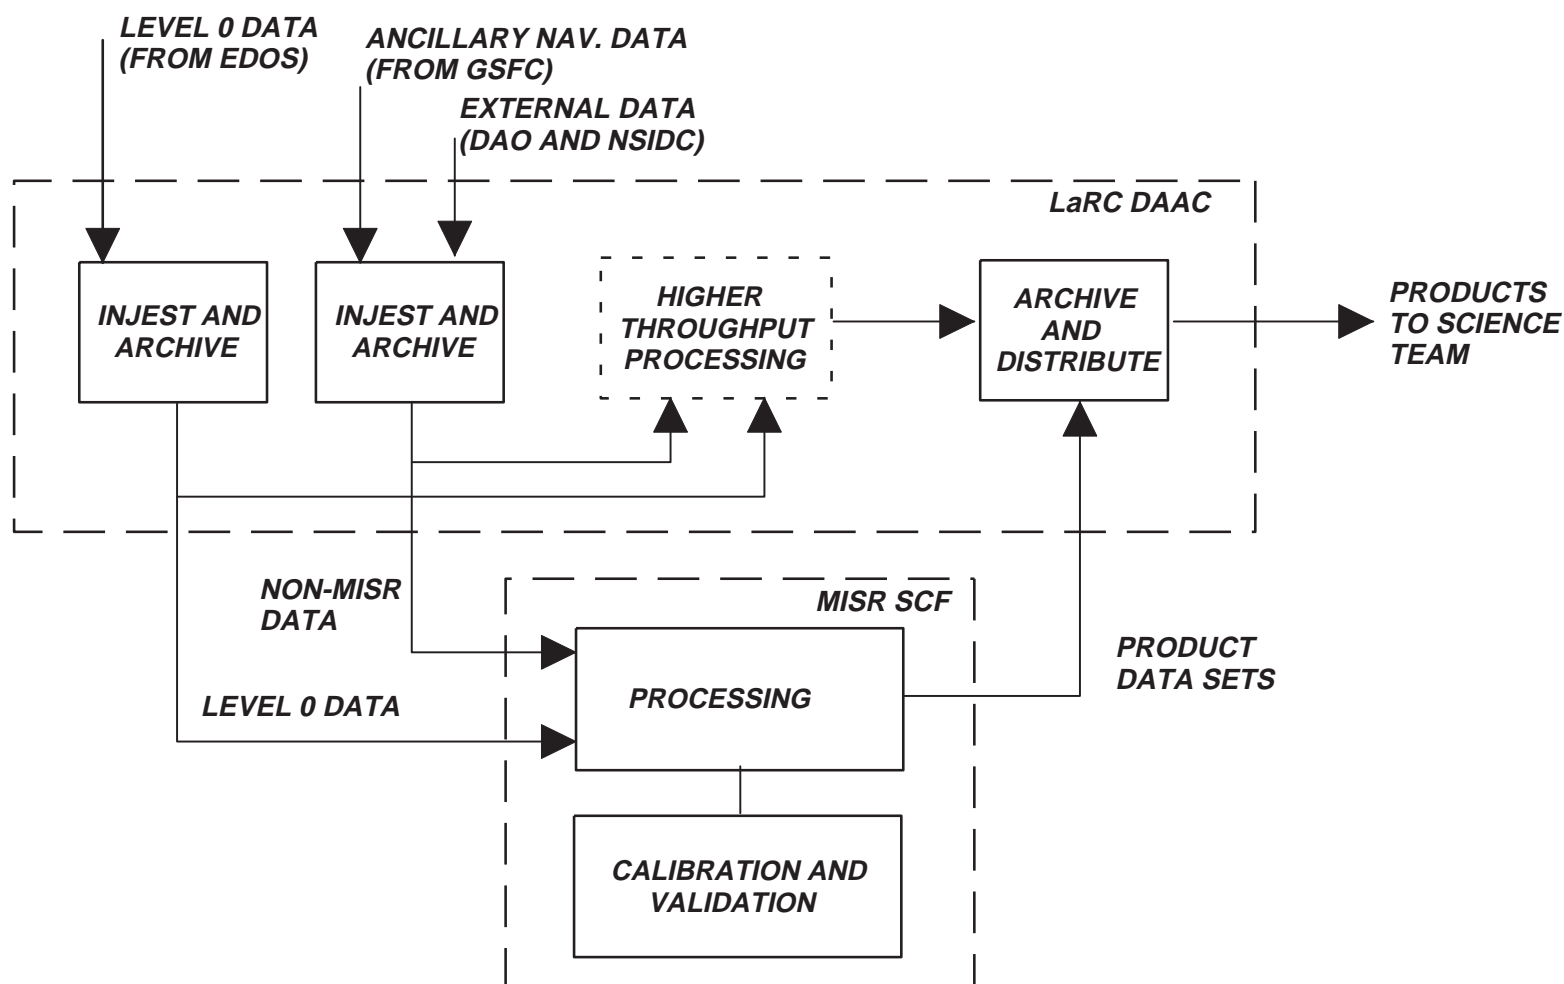 LEVEL 0 DATA
(FROM EDOS)
ANCILLARY NAV. DATA
(FROM GSFC)
EXTERNAL DATA
(DAO AND NSIDC)
LaRC DAAC
INJEST AND
ARCHIVE
INJEST AND
ARCHIVE
HIGHER
THROUGHPUT
PROCESSING
ARCHIVE
AND
DISTRIBUTE
PRODUCTS
TO SCIENCE
TEAM
NON-MISR
DATA
MISR SCF
LEVEL 0 DATA
PROCESSING
PRODUCT
DATA SETS
CALIBRATION AND
VALIDATION